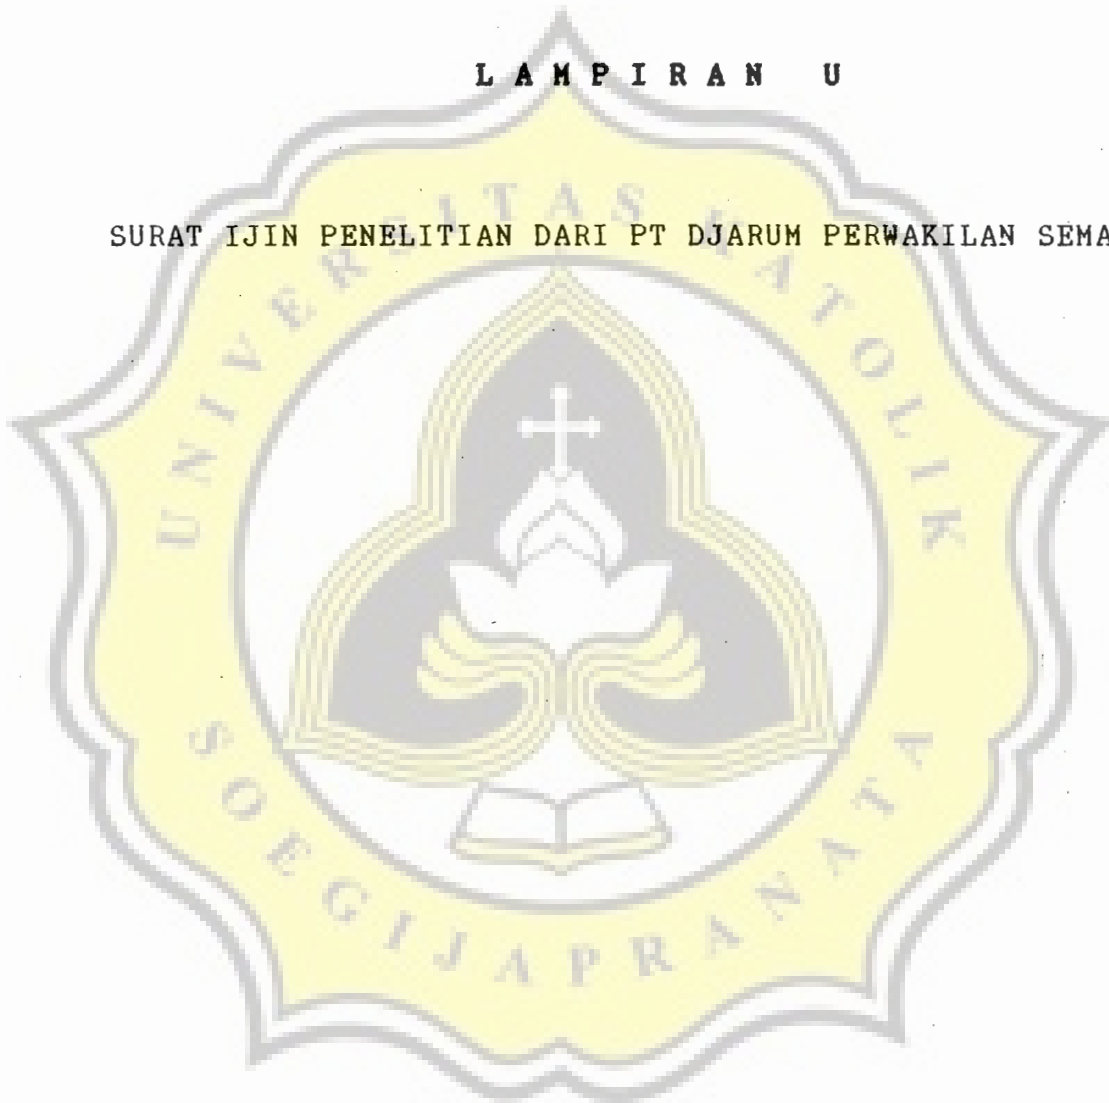 L A M P I R A N U
SURAT IJIN PENELITIAN DARI PT DJARUM PERWAKILAN SEMA
UNIVERSITAS KATOLIK
SOEGIJAPRANATA